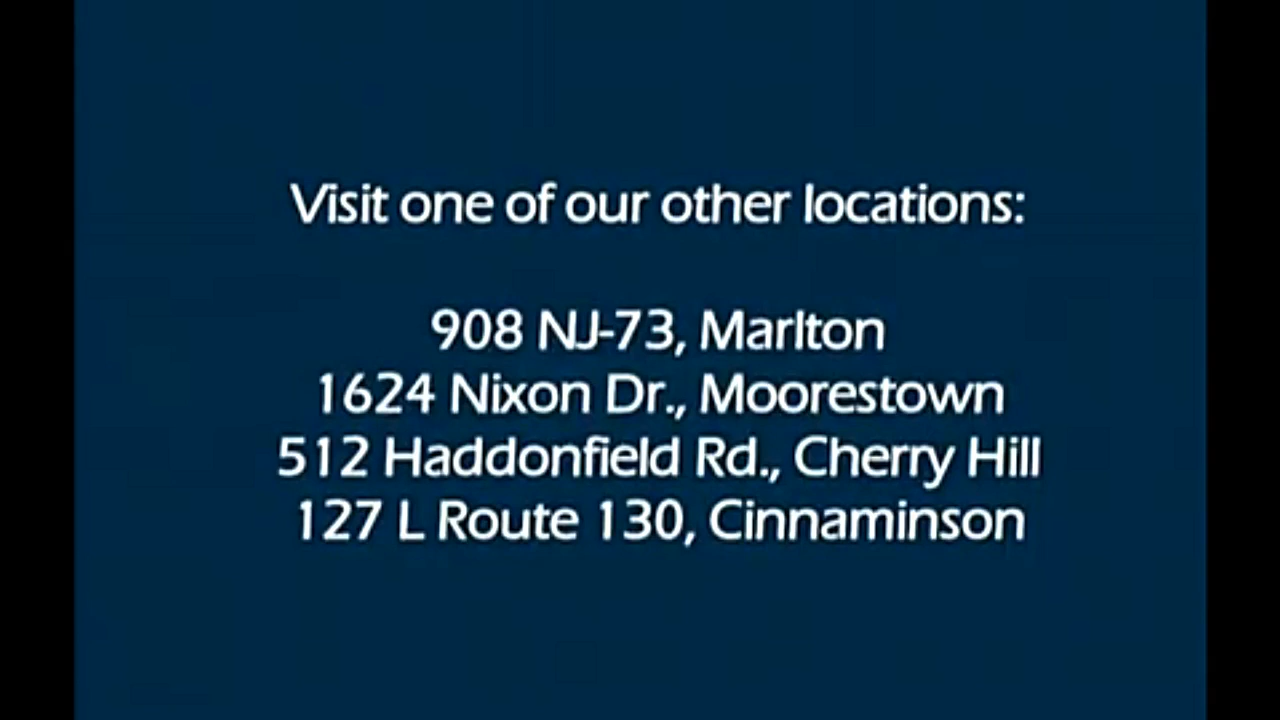 Visit one of our other locations:
908 NJ-73, Marlton
1624 Nixon Dr., Moorestown
512 Haddonfield Rd., Cherry Hill
127 L Route 130, Cinnaminson